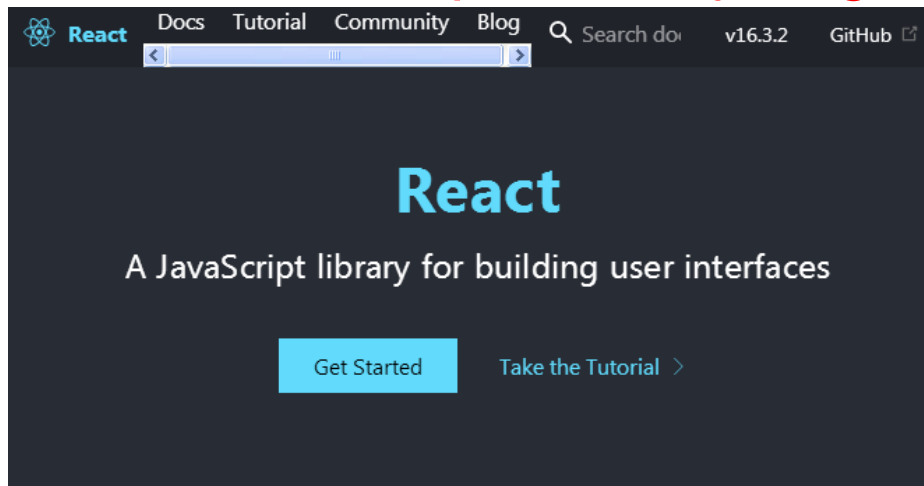 React Docs Tutorial Community Blog Search do v16.3.2 GitHub
React
A JavaScript library for building user interfaces
Get Started Take the Tutorial